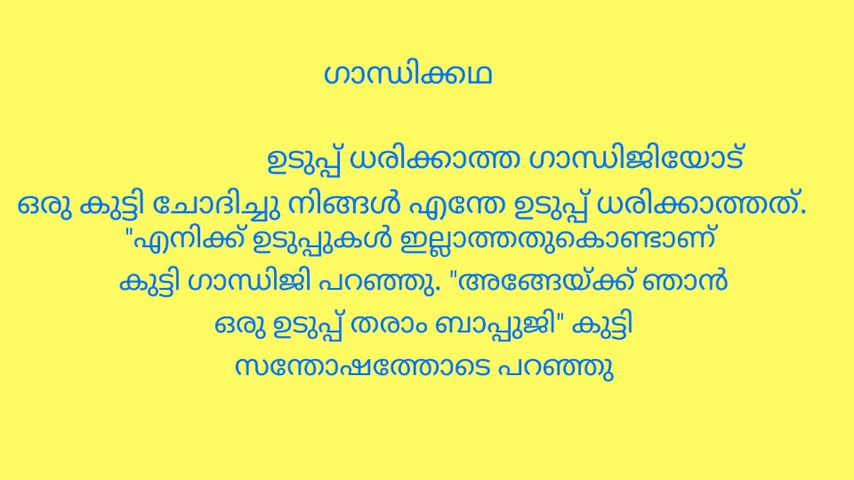 ഗാന്ധിക്കഥ
ഉടുപ്പ് ധരിക്കാത്ത ഗാന്ധിജിയോട്
ഒരു കുട്ടി ചോദിച്ചു നിങ്ങൾ എന്തേ ഉടുപ്പ് ധരിക്കാത്തത്.
"എനിക്ക് ഉടുപ്പുകൾ ഇല്ലാത്തതുകൊണ്ടാണ്
കുട്ടി ഗാന്ധിജി പറഞ്ഞു. "അങ്ങേയ്ക്ക് ഞാൻ
ഒരു ഉടുപ്പ് തരാം ബാപ്പുജി" കുട്ടി
സന്തോഷത്തോടെ പറഞ്ഞു